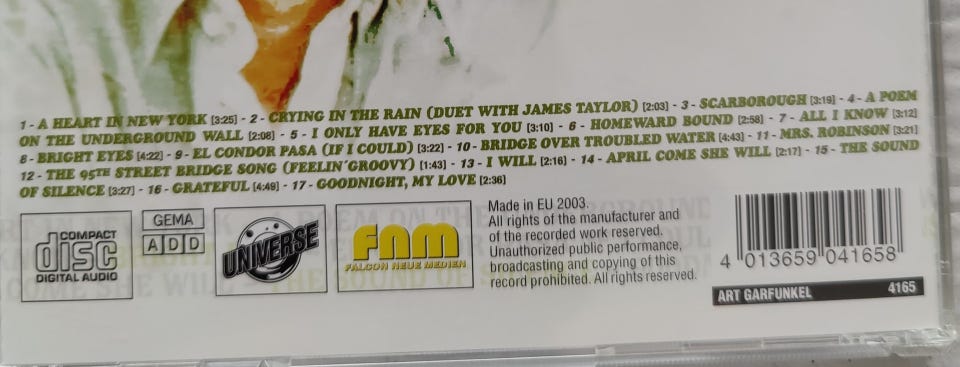 1 - A HEART IN NEW YORK [3:25] - 2 - CRYING IN THE RAIN (DUET WITH JAMES TAYLOR) [2:03] - 3 - SCARBOROUGH [3:19] - 4 - A POEM
ON THE UNDERGROUND WALL [2:08] - 5 - I ONLY HAVE EYES FOR YOU [3:10] - 6 - HOMEWARD BOUND [2:58] - 7 - ALL I KNOW [3:12]
8 - BRIGHT EYES [4:22] - 9 - EL CONDOR PASA (IF I COULD) [3:22] - 10 - BRIDGE OVER TROUBLED WATER [4:43] - 11 - MRS. ROBINSON [3:21]
12 - THE 95TH STREET BRIDGE SONG (FEELIN´GROOVY) [1:43] - 13 - I WILL [2:16] - 14 - APRIL COME SHE WILL [2:17] - 15 - THE SOUND
OF SILENCE [3:27] - 16 - GRATEFUL [4:49] - 17 - GOODNIGHT, MY LOVE [2:36]
COMPACT
disc
DIGITAL AUDIO
GEMA
ADD
UNIVERSE
FNM
FALCON NEUE MEDIEN
Made in EU 2003.
All rights of the manufacturer and
of the recorded work reserved.
Unauthorized public performance,
broadcasting and copying of this
record prohibited. All rights reserved.
4 013659 041658
ART GARFUNKEL 4165